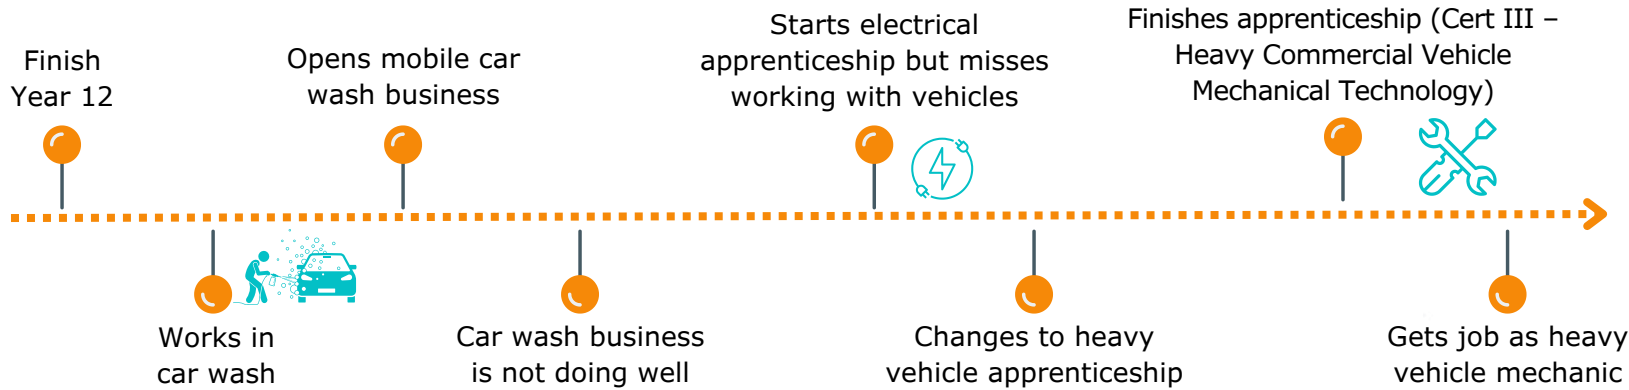 Finish
Year 12
Works in
car wash
Opens mobile car
wash business
Car wash business
is not doing well
Starts electrical
apprenticeship but misses
working with vehicles
Changes to heavy
vehicle apprenticeship
Finishes apprenticeship (Cert III –
Heavy Commercial Vehicle
Mechanical Technology)
Gets job as heavy
vehicle mechanic